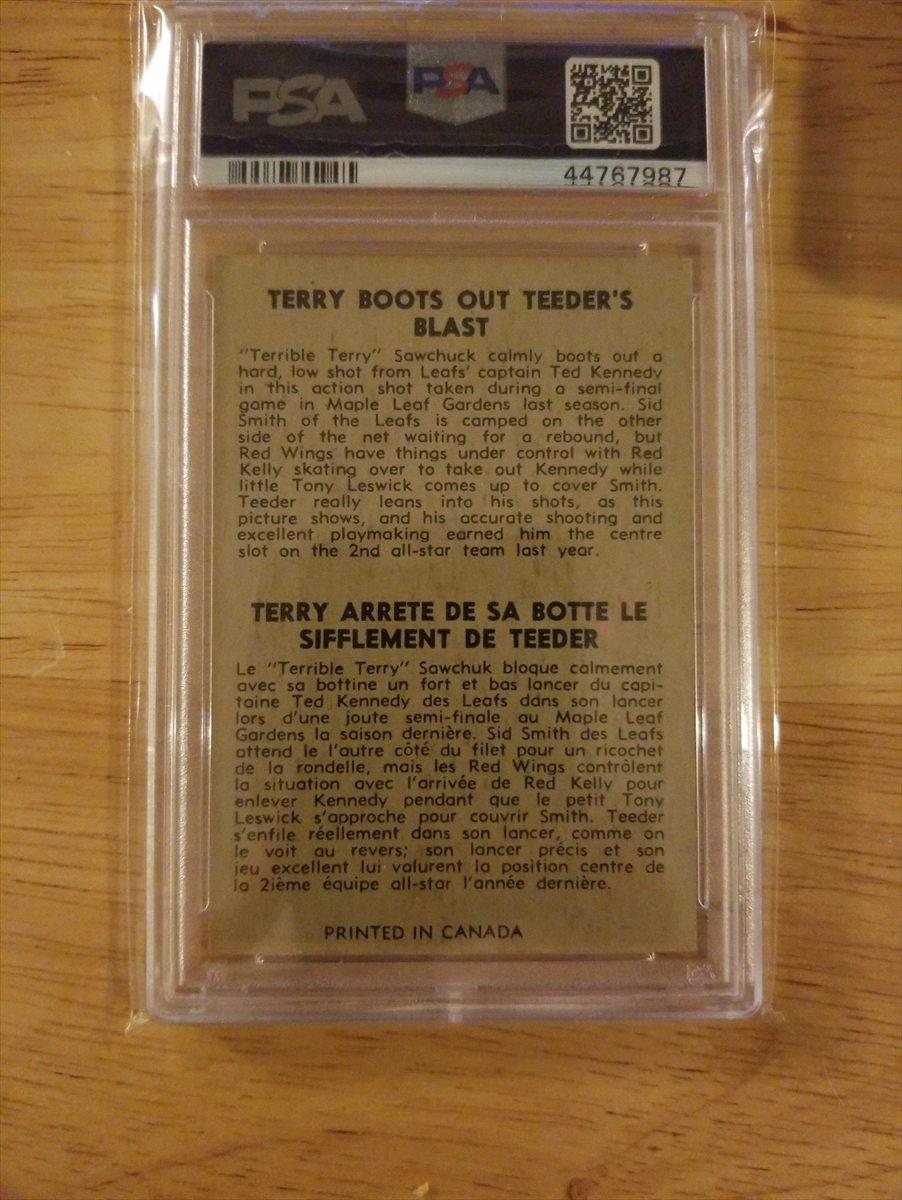 PSA PSA
44767987
TERRY BOOTS OUT TEEDER'S
BLAST
"Terrible Terry" Sawchuck calmly boots out a
hard, low shot from Leafs' captain Ted Kennedy
in this action shot taken during a semi-final
game in Maple Leaf Gardens last season. Sid
Smith of the Leafs is camped on the other
side of the net waiting for a rebound, but
Red Wings have things under control with Red
Kelly skating over to take out Kennedy while
little Tony Leswick comes up to cover Smith.
Teeder really leans into his shots, as this
picture shows, and his accurate shooting and
excellent playmaking earned him the centre
slot on the 2nd all-star team last year.
TERRY ARRETE DE SA BOTTE LE
SIFFLEMENT DE TEEDER
Le "Terrible Terry" Sawchuk bloque calmement
avec sa bottine un fort et bas lancer du capi-
taine Ted Kennedy des Leafs dans son lancer
lors d'une joute semi-finale au Maple Leaf
Gardens la saison dernière. Sid Smith des Leafs
attend le l'autre côté du filet pour un ricochet
de la rondelle, mais les Red Wings contrôlent
la situation avec l'arrivée de Red Kelly pour
enlever Kennedy pendant que le petit Tony
Leswick s'approche pour couvrir Smith. Teeder
s'enfile réellement dans son lancer, comme on
le voit au revers; son lancer précis et son
jeu excellent lui valurent la position centre de
la 2ième équipe all-star l'année dernière.
PRINTED IN CANADA